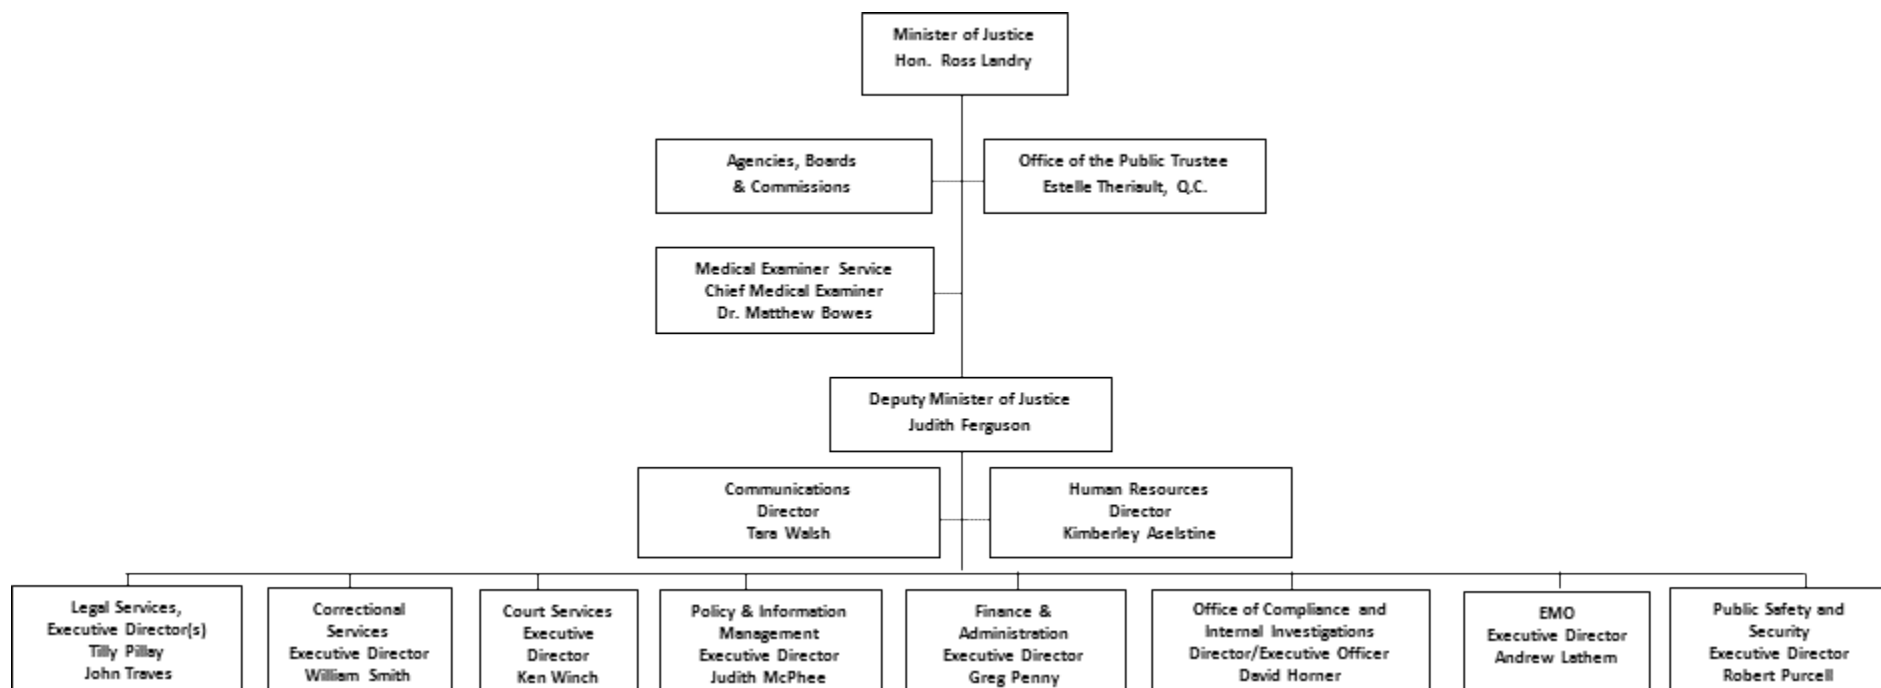 Minister of Justice
Hon. Ross Landry
Agencies, Boards
& Commissions
Office of the Public Trustee
Estelle Theriault, Q.C.
Medical Examiner Service
Chief Medical Examiner
Dr. Matthew Bowes
Deputy Minister of Justice
Judith Ferguson
Communications
Director
Tara Walsh
Human Resources
Director
Kimberley Aselstine
Legal Services,
Executive Director(s)
Tilly Pillay
John Traves
Correctional
Services
Executive Director
William Smith
Court Services
Executive
Director
Ken Winch
Policy & Information
Management
Executive Director
Judith McPhee
Finance &
Administration
Executive Director
Greg Penny
Office of Compliance and
Internal Investigations
Director/Executive Officer
David Horner
EMO
Executive Director
Andrew Lathem
Public Safety and
Security
Executive Director
Robert Purcell